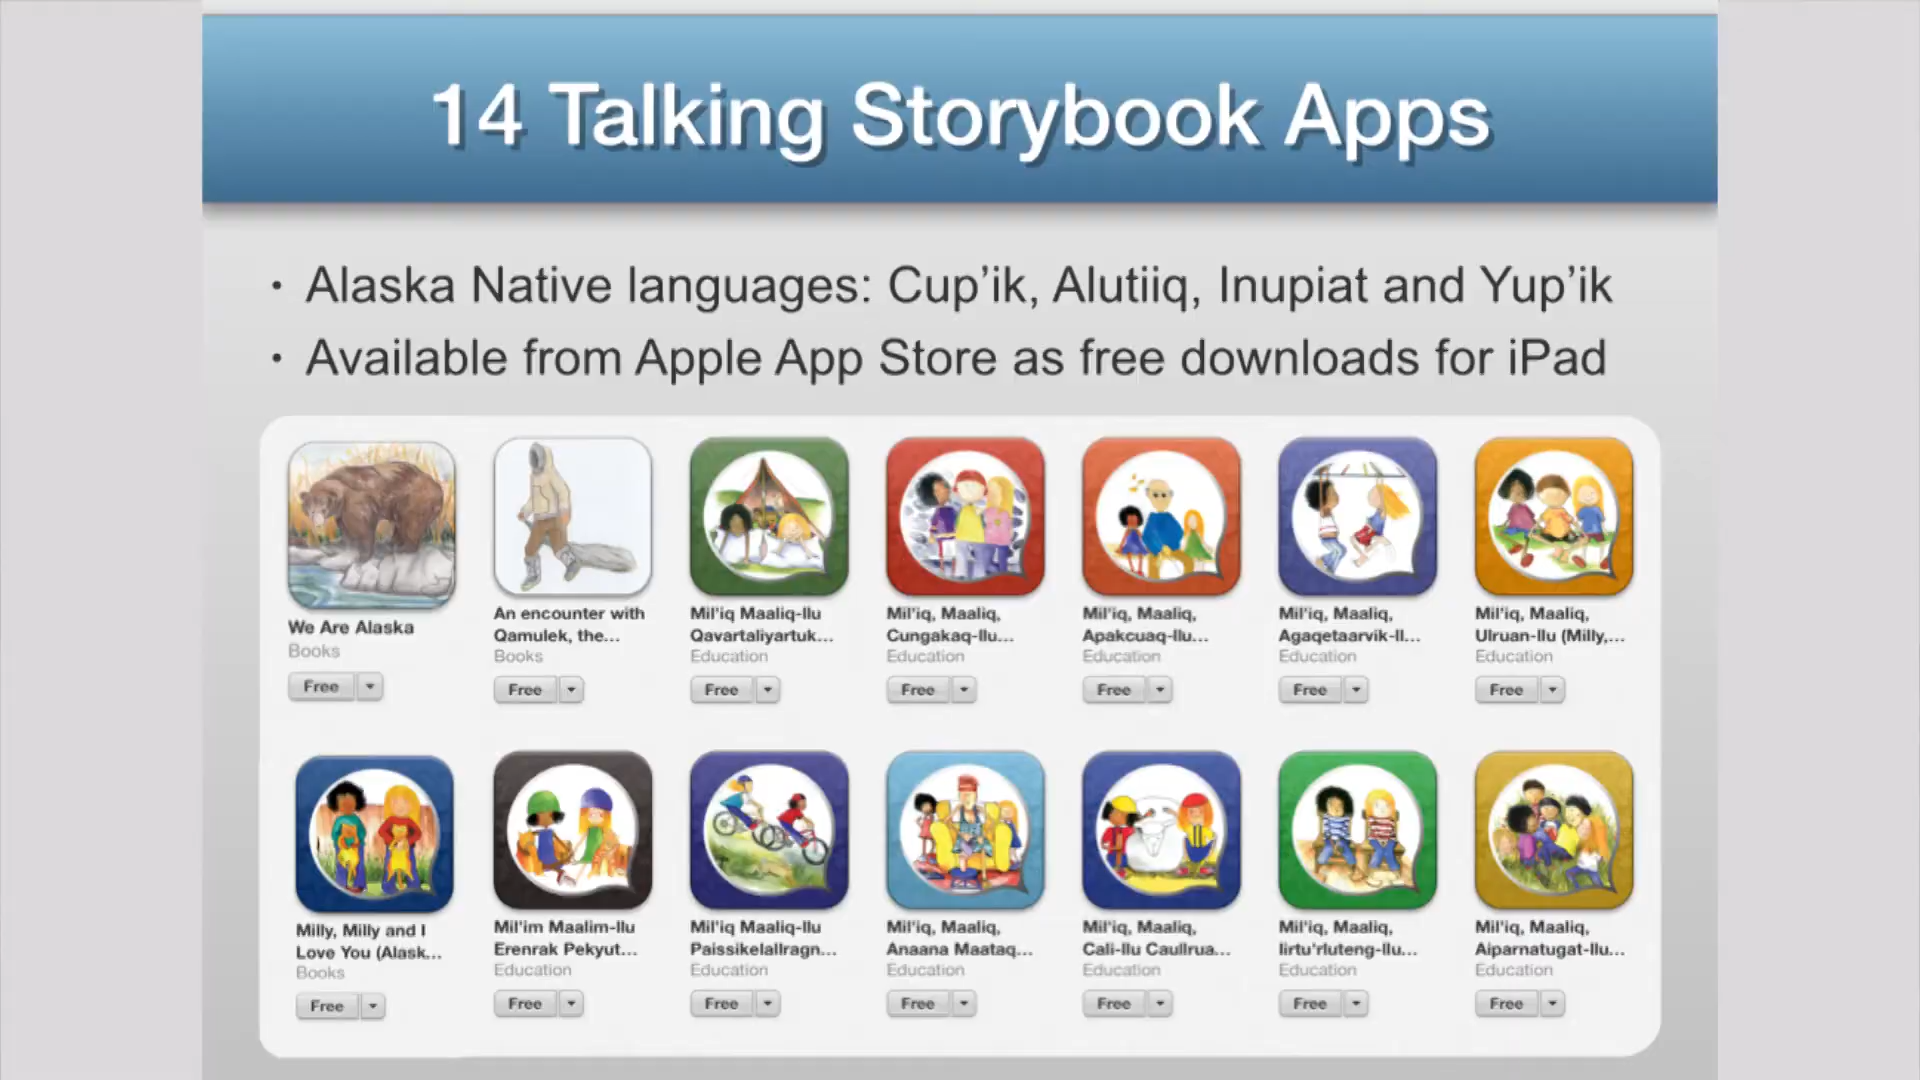 14 Talking Storybook Apps
• Alaska Native languages: Cup’ik, Alutiiq, Inupiat and Yup’ik
• Available from Apple App Store as free downloads for iPad
We Are Alaska
Books
Free
An encounter with
Qamulek, the...
Books
Free
Mil'iq Maaliq-llu
Qavartaliyartuk...
Education
Free
Mil'iq, Maaliq,
Cungakaq-llu...
Education
Free
Mil'iq, Maaliq,
Apakcuaq-llu...
Education
Free
Mil'iq, Maaliq,
Agaqetaarvik-ll...
Education
Free
Mil'iq, Maaliq,
Ulruan-llu (Milly,...
Education
Free
Milly, Milly and I
Love You (Alask...
Books
Free
Mil'im Maalim-llu
Erenrak Pekyut...
Education
Free
Mil'iq Maaliq-llu
Paissikelallragn...
Education
Free
Mil'iq, Maaliq,
Anaana Maataq...
Education
Free
Mil'iq, Maaliq,
Cali-llu Caullrua...
Education
Free
Mil'iq, Maaliq,
Iirtu'rluteng-llu...
Education
Free
Mil'iq, Maaliq,
Aiparnatugat-llu...
Education
Free